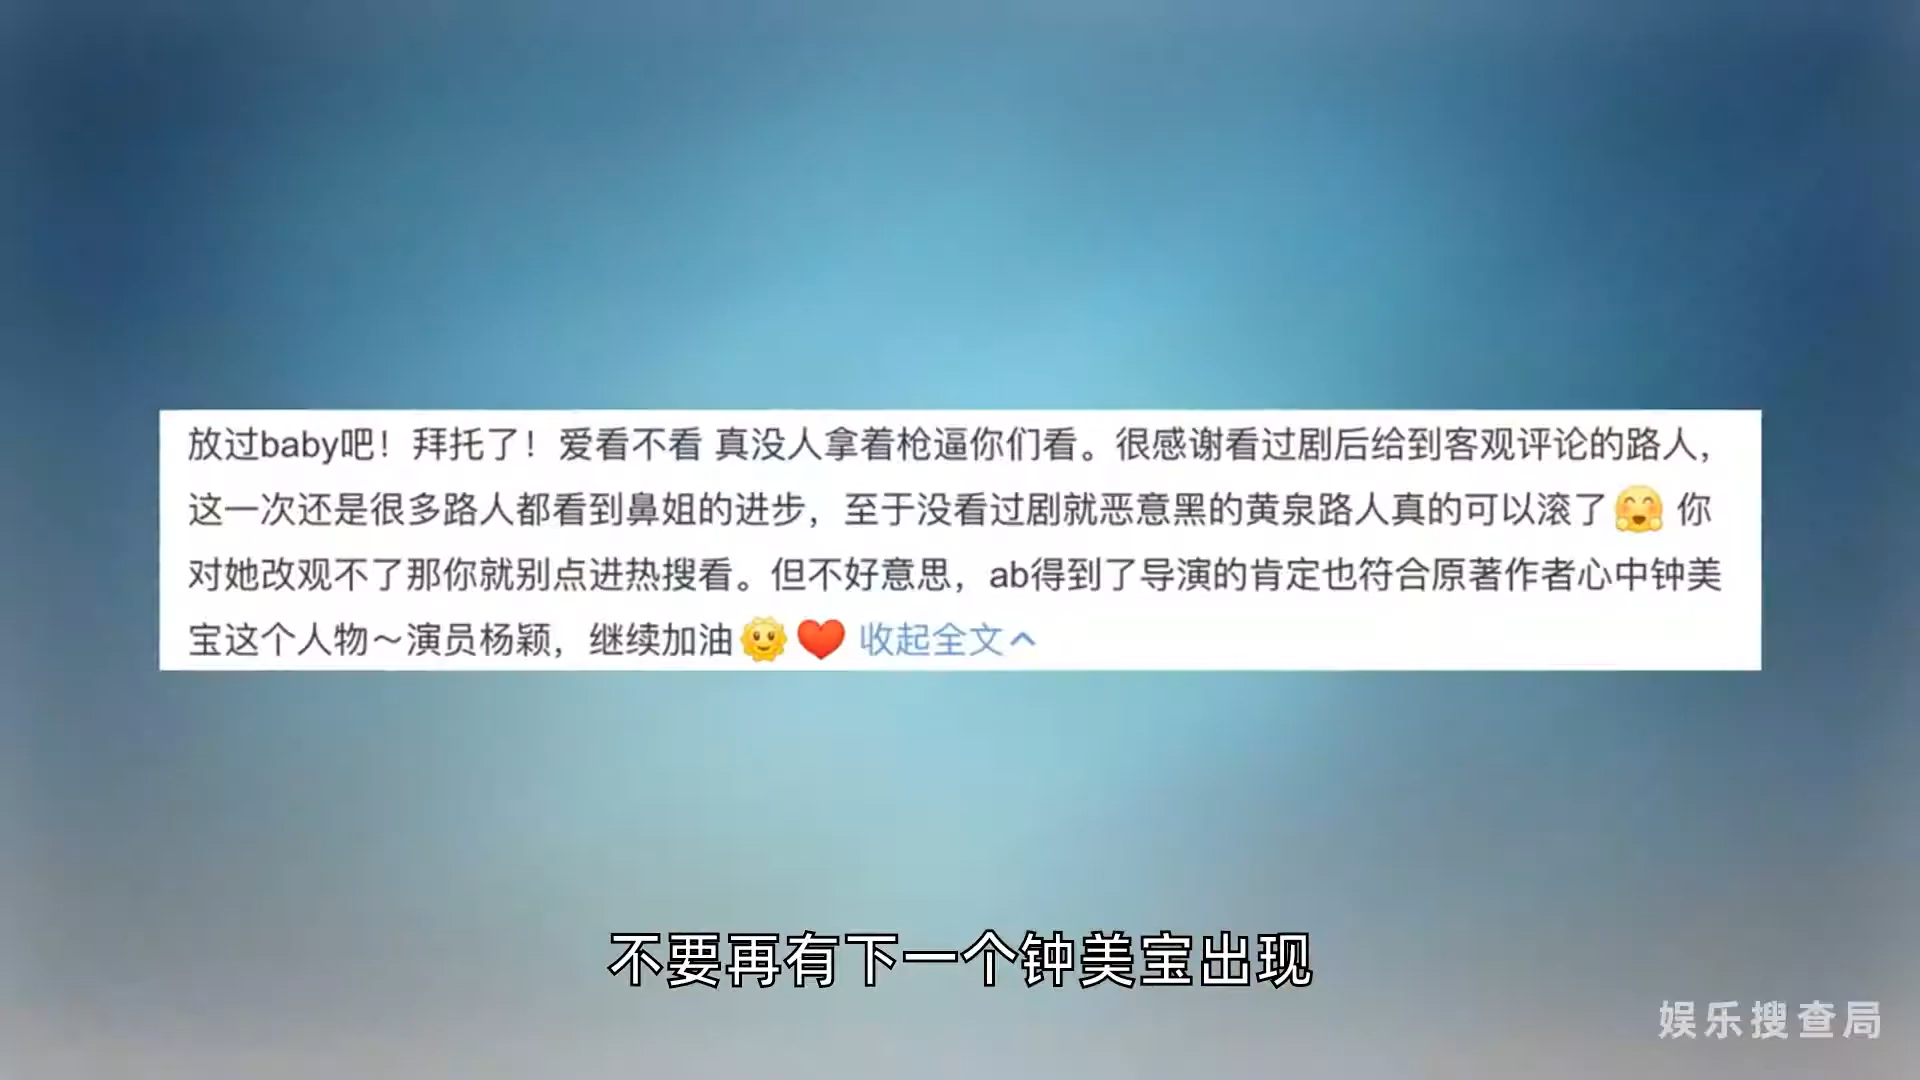 放过baby吧！拜托了！爱看不看 真没人拿着枪逼你们看。很感谢看过剧后给到客观评论的路人，
这一次还是很多路人都看到鼻姐的进步，至于没看过剧就恶意黑的黄泉路人真的可以滚了🤗 你
对她改观不了那你就别点进热搜看。但不好意思，ab得到了导演的肯定也符合原著作者心中钟美
宝这个人物～演员杨颖，继续加油🌞❤️ 收起全文
不要再有下一个钟美宝出现
娱乐搜查局